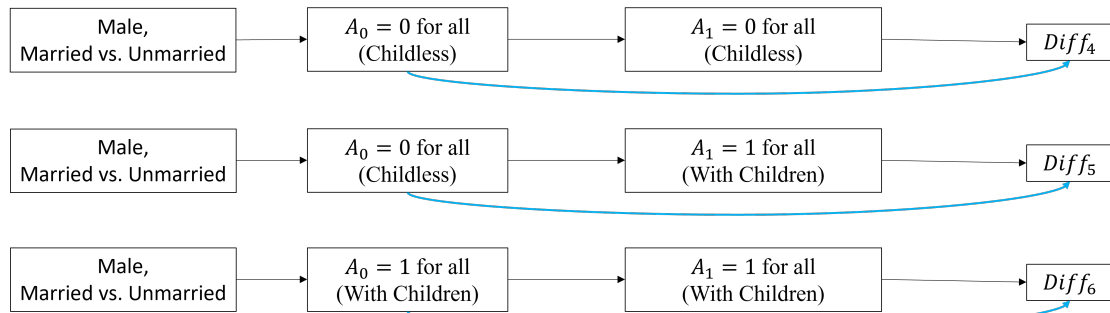 Male,
Married vs. Unmarried
A₀ = 0 for all
(Childless)
A₁ = 0 for all
(Childless)
Diff₄
Male,
Married vs. Unmarried
A₀ = 0 for all
(Childless)
A₁ = 1 for all
(With Children)
Diff₅
Male,
Married vs. Unmarried
A₀ = 1 for all
(With Children)
A₁ = 1 for all
(With Children)
Diff₆